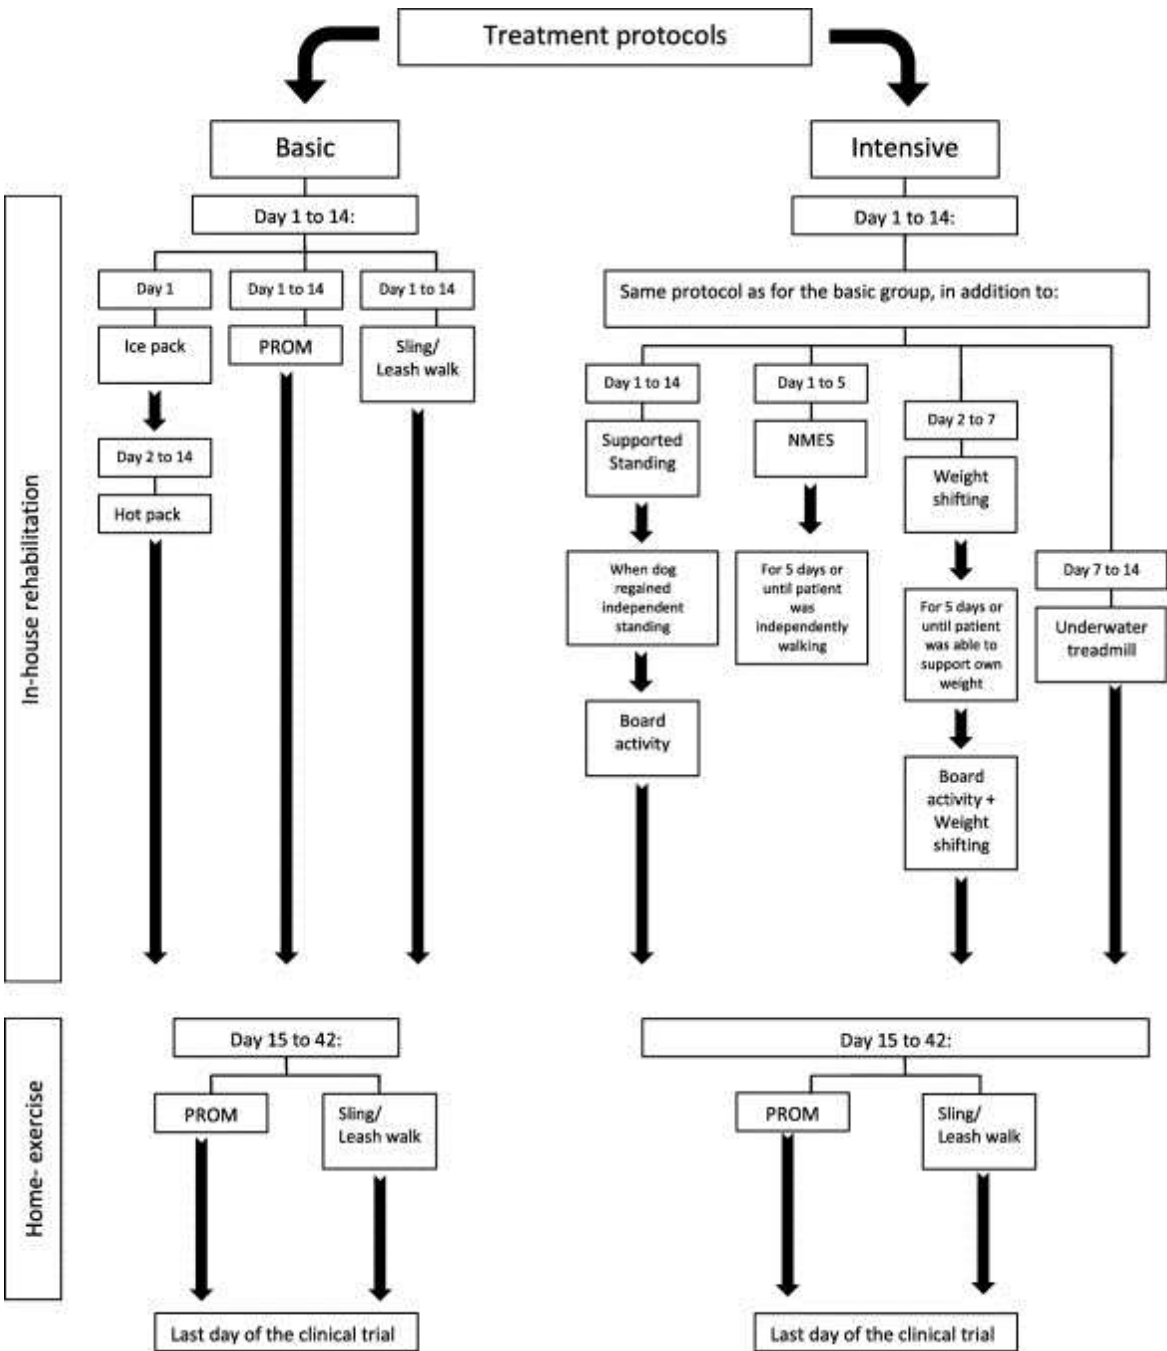 Treatment protocols
Basic
Intensive
In-house rehabilitation
Day 1 to 14:
Day 1
Day 1 to 14
Day 1 to 14
Ice pack
PROM
Sling/
Leash walk
Day 2 to 14
Hot pack
Day 1 to 14:
Same protocol as for the basic group, in addition to:
Day 1 to 14
Supported
Standing
When dog
regained
independent
standing
Board
activity
Day 1 to 5
NMES
For 5 days or
until patient
was
independently
walking
Day 2 to 7
Weight
shifting
For 5 days or
until patient
was able to
support own
weight
Board
activity +
Weight
shifting
Day 7 to 14
Underwater
treadmill
Home- exercise
Day 15 to 42:
PROM
Sling/
Leash walk
Last day of the clinical trial
Day 15 to 42:
PROM
Sling/
Leash walk
Last day of the clinical trial